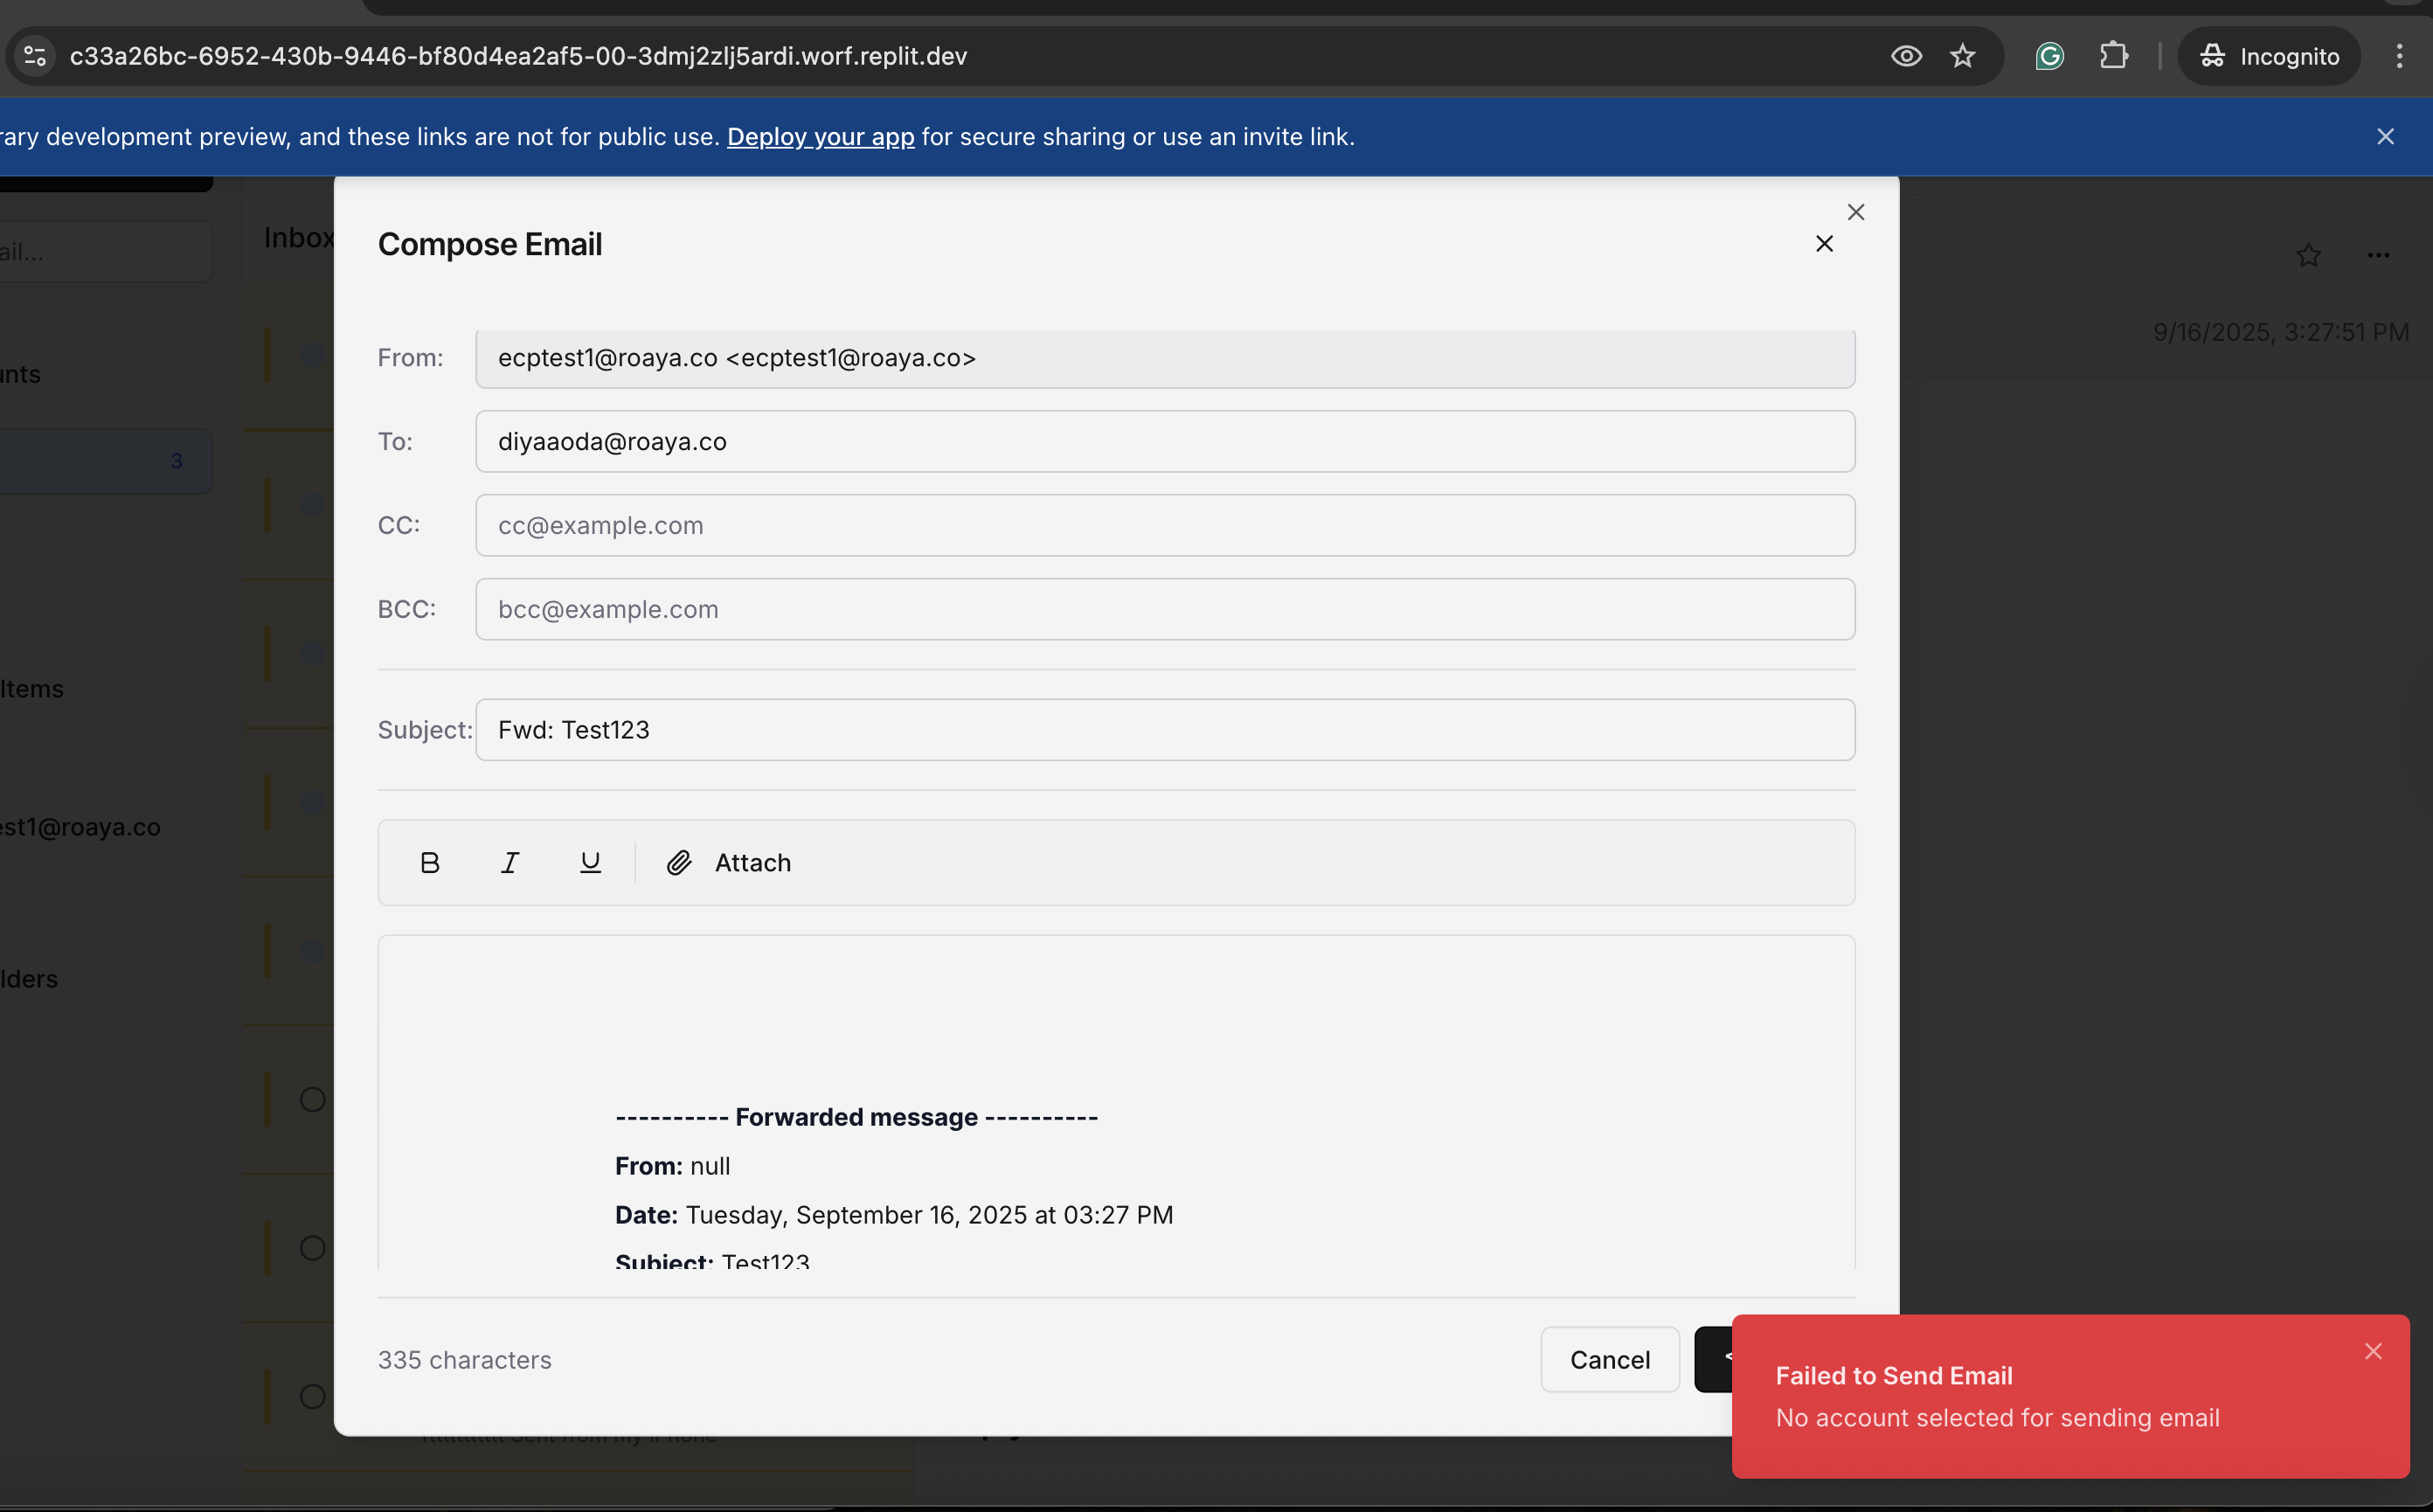 c33a26bc-6952-430b-9446-bf80d4ea2af5-00-3dmj2zlj5ardi.worf.replit.dev
Incognito
rary development preview, and these links are not for public use. Deploy your app for secure sharing or use an invite link.
ail...
Inbox
unts
3
Items
est1@roaya.co
lders
9/16/2025, 3:27:51 PM
Compose Email
From: ecptest1@roaya.co <ecptest1@roaya.co>
To: diyaaoda@roaya.co
CC: cc@example.com
BCC: bcc@example.com
Subject: Fwd: Test123
B I U Attach
---------- Forwarded message ----------
From: null
Date: Tuesday, September 16, 2025 at 03:27 PM
Subject: Test123
335 characters
Cancel
Failed to Send Email
No account selected for sending email